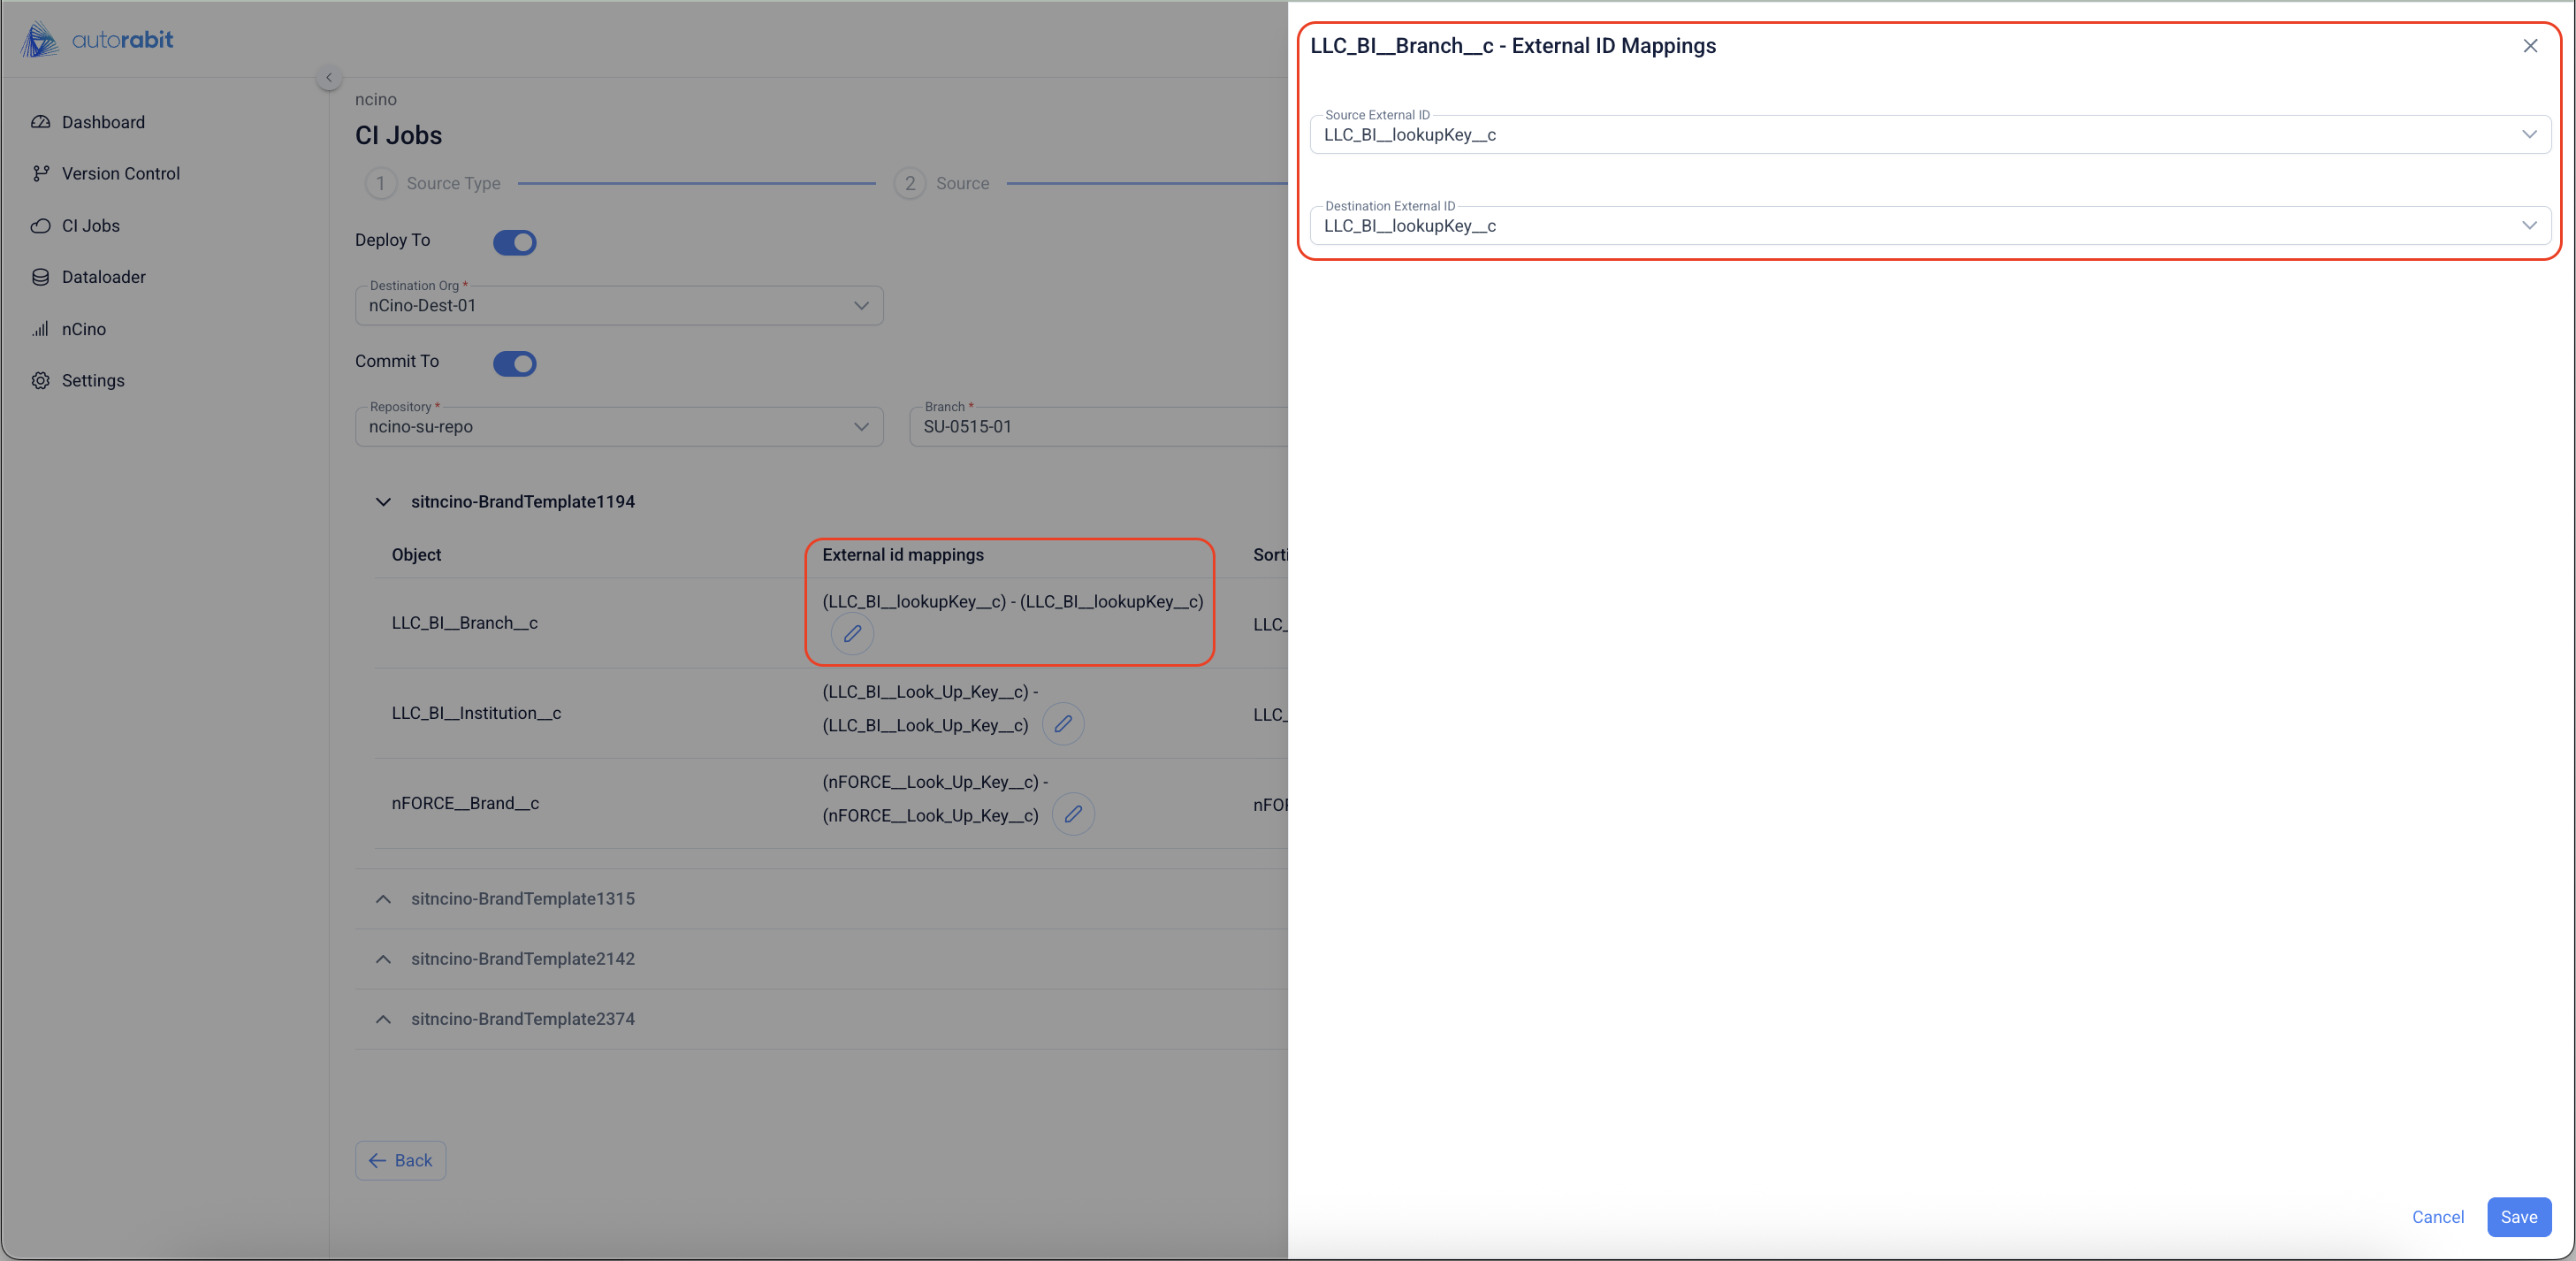 autorabit
Dashboard
Version Control
CI Jobs
Dataloader
nCino
Settings
ncino
CI Jobs
1 Source Type
2 Source
Deploy To
Destination Org *
nCino-Dest-01
Commit To
Repository *
ncino-su-repo
Branch *
SU-0515-01
sitncino-BrandTemplate1194
Object
External id mappings
Sorti
LLC_BI__Branch__c
(LLC_BI__lookupKey__c) - (LLC_BI__lookupKey__c)
LLC_
LLC_BI__Institution__c
(LLC_BI__Look_Up_Key__c) -
(LLC_BI__Look_Up_Key__c)
LLC_
nFORCE__Brand__c
(nFORCE__Look_Up_Key__c) -
(nFORCE__Look_Up_Key__c)
nFOR
sitncino-BrandTemplate1315
sitncino-BrandTemplate2142
sitncino-BrandTemplate2374
Back
LLC_BI__Branch__c - External ID Mappings
Source External ID
LLC_BI__lookupKey__c
Destination External ID
LLC_BI__lookupKey__c
Cancel
Save